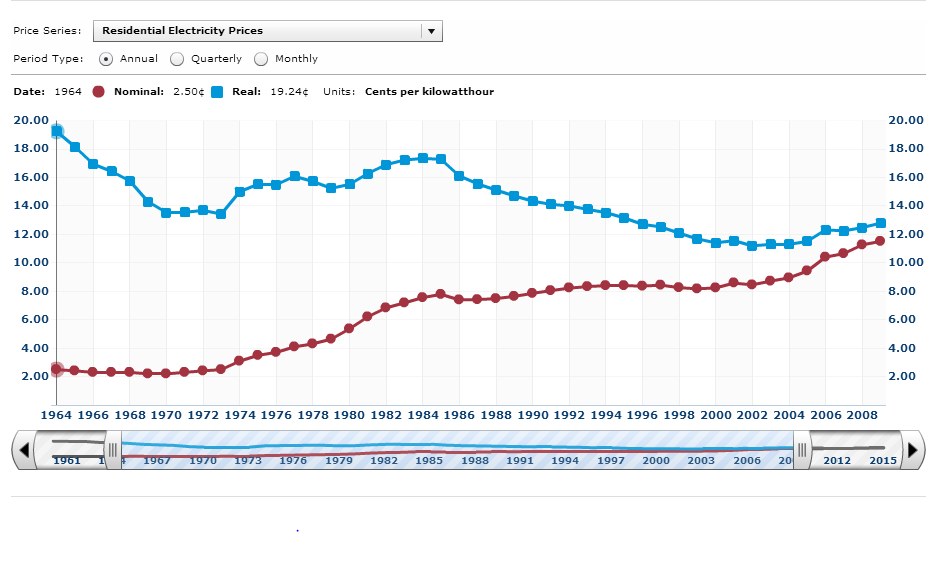 Price Series: Residential Electricity Prices
Period Type: Annual Quarterly Monthly
Date: 1964 Nominal: 2.50¢ Real: 19.24¢ Units: Cents per kilowatthour
20.00 20.00
18.00 18.00
16.00 16.00
14.00 14.00
12.00 12.00
10.00 10.00
8.00 8.00
6.00 6.00
4.00 4.00
2.00 2.00
1964 1966 1968 1970 1972 1974 1976 1978 1980 1982 1984 1986 1988 1990 1992 1994 1996 1998 2000 2002 2004 2006 2008
1961 1967 1970 1973 1976 1979 1982 1985 1988 1991 1994 1997 2000 2003 2006 2012 2015